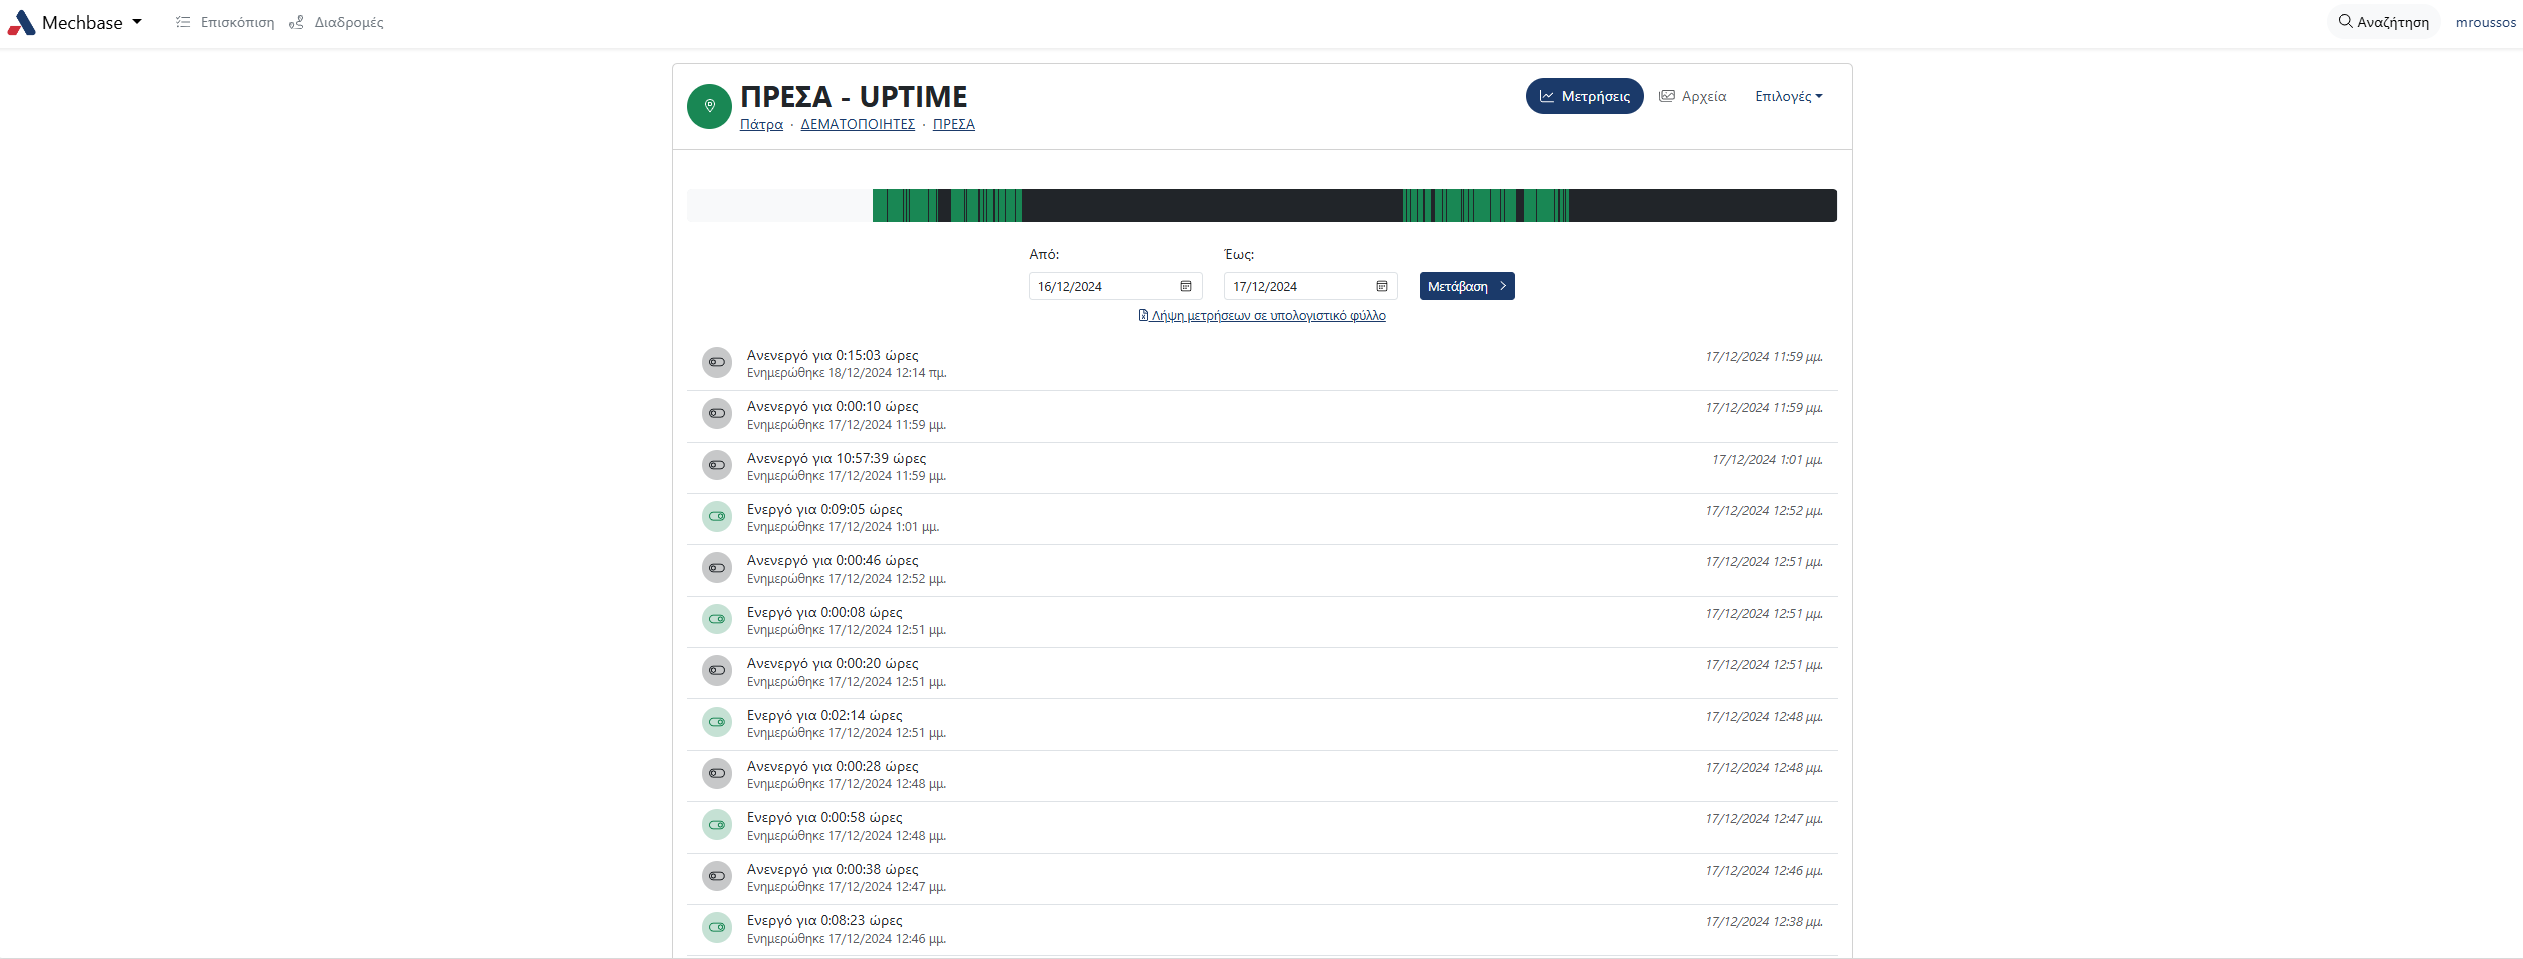 Mechbase Επισκόπιση Διαδρομές Αναζήτηση mroussos
ΠΡΕΣΑ - UPTIME
Πάτρα · ΔΕΜΑΤΟΠΟΙΗΤΕΣ · ΠΡΕΣΑ
Μετρήσεις Αρχεία Επιλογές
Από: Έως:
16/12/2024 17/12/2024 Μετάβαση
Λήψη μετρήσεων σε υπολογιστικό φύλλο
Ανενεργό για 0:15:03 ώρες 17/12/2024 11:59 μμ.
Ενημερώθηκε 18/12/2024 12:14 πμ.
Ανενεργό για 0:00:10 ώρες 17/12/2024 11:59 μμ.
Ενημερώθηκε 17/12/2024 11:59 μμ.
Ανενεργό για 10:57:39 ώρες 17/12/2024 1:01 μμ.
Ενημερώθηκε 17/12/2024 11:59 μμ.
Ενεργό για 0:09:05 ώρες 17/12/2024 12:52 μμ.
Ενημερώθηκε 17/12/2024 1:01 μμ.
Ανενεργό για 0:00:46 ώρες 17/12/2024 12:51 μμ.
Ενημερώθηκε 17/12/2024 12:52 μμ.
Ενεργό για 0:00:08 ώρες 17/12/2024 12:51 μμ.
Ενημερώθηκε 17/12/2024 12:51 μμ.
Ανενεργό για 0:00:20 ώρες 17/12/2024 12:51 μμ.
Ενημερώθηκε 17/12/2024 12:51 μμ.
Ενεργό για 0:02:14 ώρες 17/12/2024 12:48 μμ.
Ενημερώθηκε 17/12/2024 12:51 μμ.
Ανενεργό για 0:00:28 ώρες 17/12/2024 12:48 μμ.
Ενημερώθηκε 17/12/2024 12:48 μμ.
Ενεργό για 0:00:58 ώρες 17/12/2024 12:47 μμ.
Ενημερώθηκε 17/12/2024 12:48 μμ.
Ανενεργό για 0:00:38 ώρες 17/12/2024 12:46 μμ.
Ενημερώθηκε 17/12/2024 12:47 μμ.
Ενεργό για 0:08:23 ώρες 17/12/2024 12:38 μμ.
Ενημερώθηκε 17/12/2024 12:46 μμ.